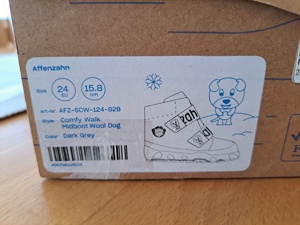 Affenzahn
Size 24 EU 15.8 cm
Art-Nr. AFZ-SCW-124-828
Style: Comfy Walk
Midboot Wool Dog
Color: Dark Grey